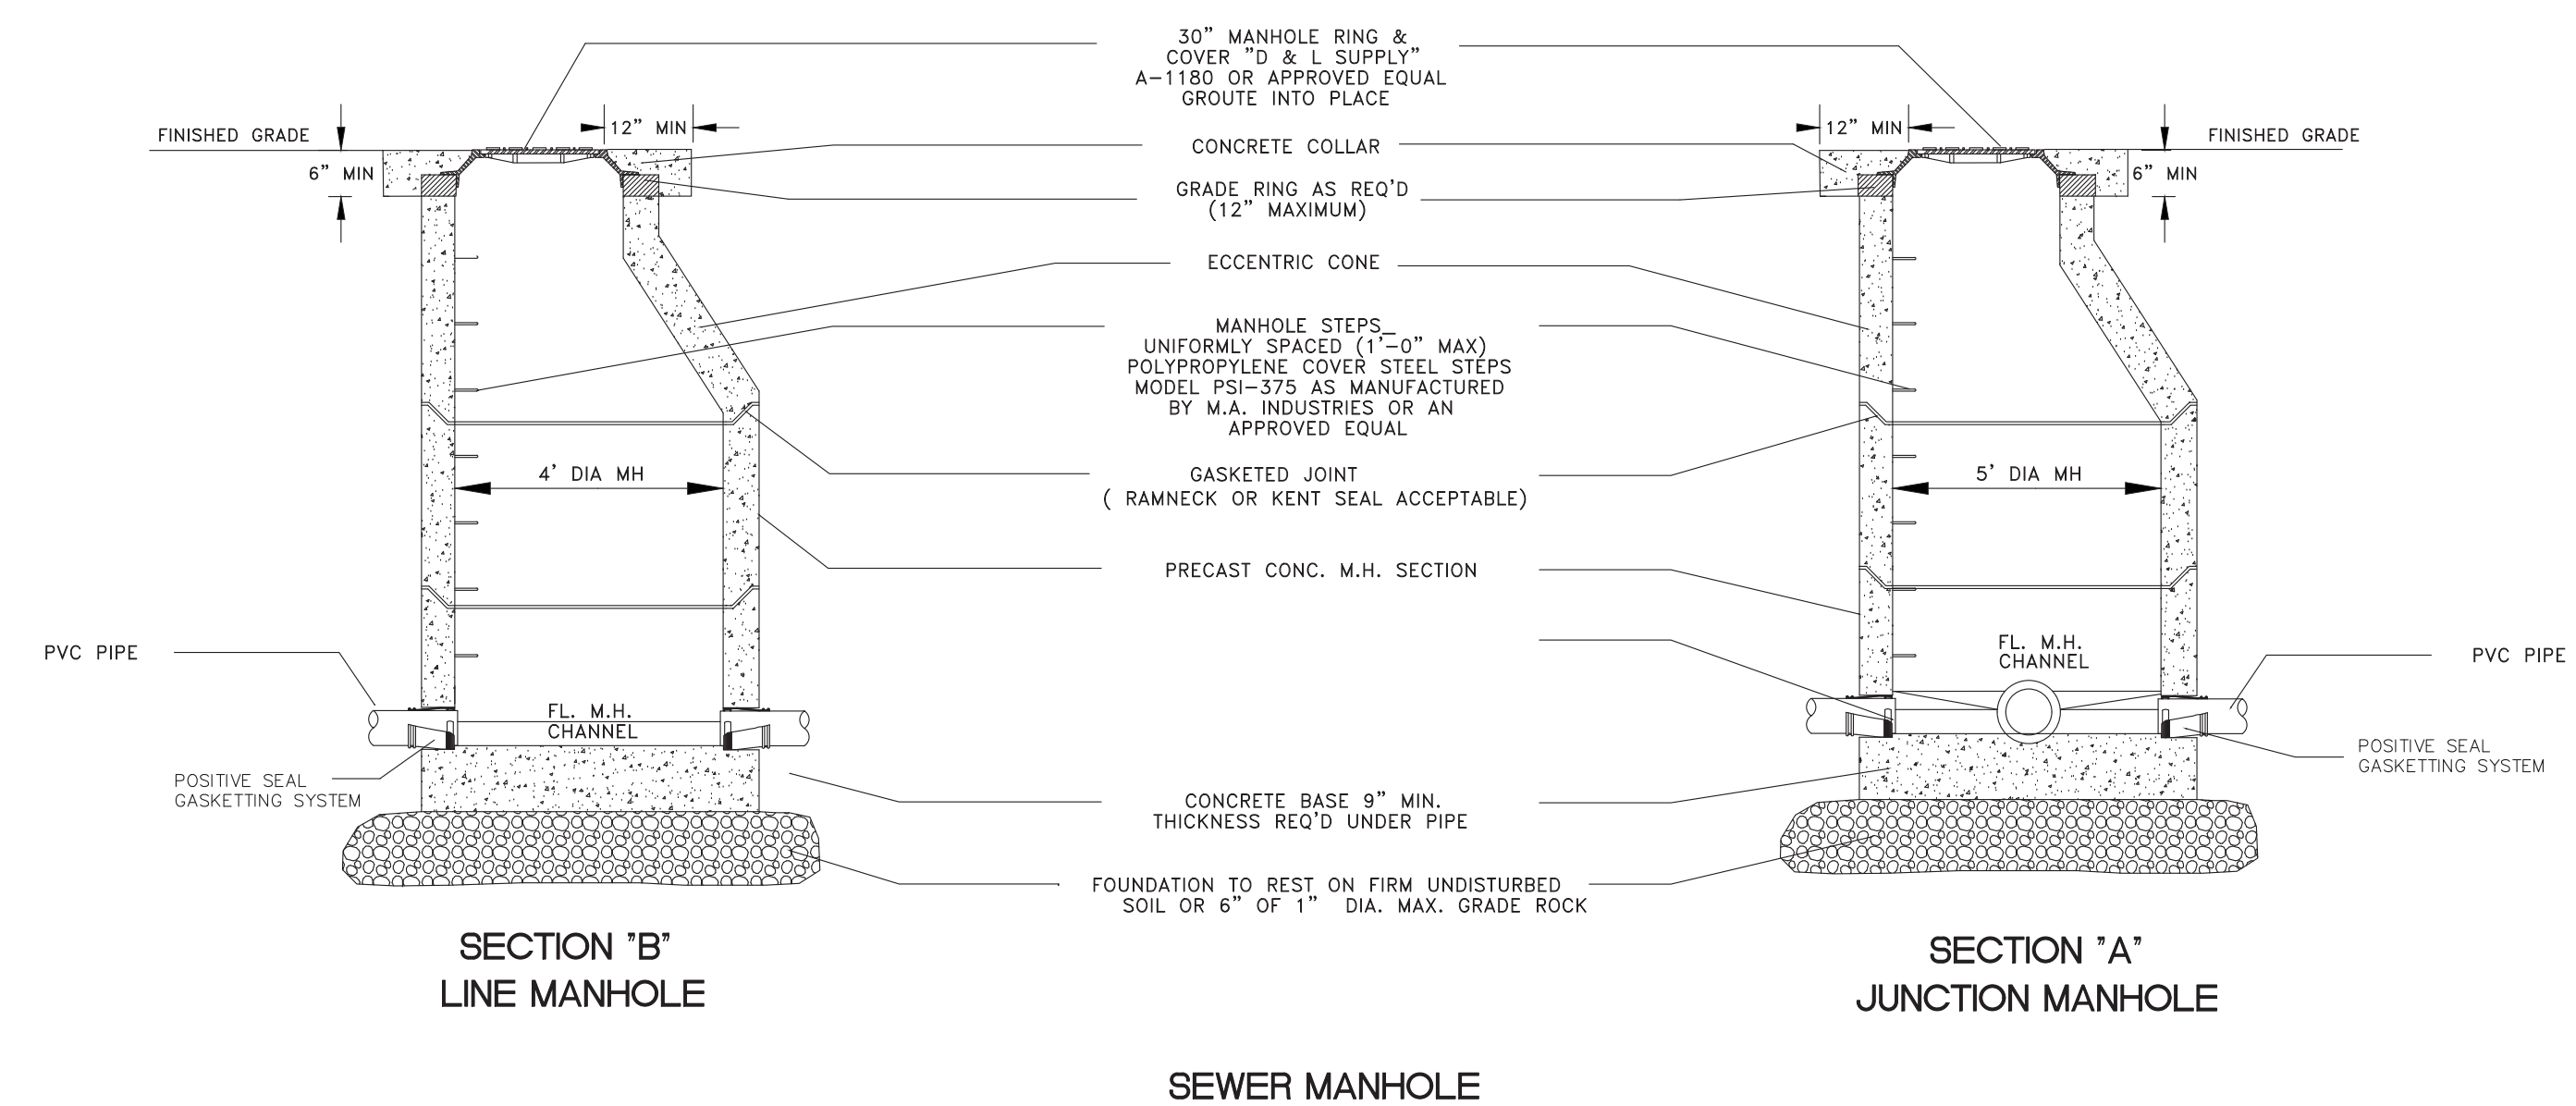 30” MANHOLE RING &
COVER ”D & L SUPPLY”
A–1180 OR APPROVED EQUAL
GROUTE INTO PLACE
FINISHED GRADE
12” MIN
12” MIN
FINISHED GRADE
6” MIN
CONCRETE COLLAR
6” MIN
GRADE RING AS REQ'D
(12” MAXIMUM)
ECCENTRIC CONE
MANHOLE STEPS_
UNIFORMLY SPACED (1'–0” MAX)
POLYPROPYLENE COVER STEEL STEPS
MODEL PSI–375 AS MANUFACTURED
BY M.A. INDUSTRIES OR AN
APPROVED EQUAL
4' DIA MH
GASKETED JOINT
( RAMNECK OR KENT SEAL ACCEPTABLE)
5' DIA MH
PRECAST CONC. M.H. SECTION
PVC PIPE
FL. M.H.
CHANNEL
PVC PIPE
FL. M.H.
CHANNEL
POSITIVE SEAL
GASKETTING SYSTEM
POSITIVE SEAL
GASKETTING SYSTEM
CONCRETE BASE 9” MIN.
THICKNESS REQ'D UNDER PIPE
FOUNDATION TO REST ON FIRM UNDISTURBED
SOIL OR 6” OF 1” DIA. MAX. GRADE ROCK
SECTION ”B”
LINE MANHOLE
SECTION ”A”
JUNCTION MANHOLE
SEWER MANHOLE